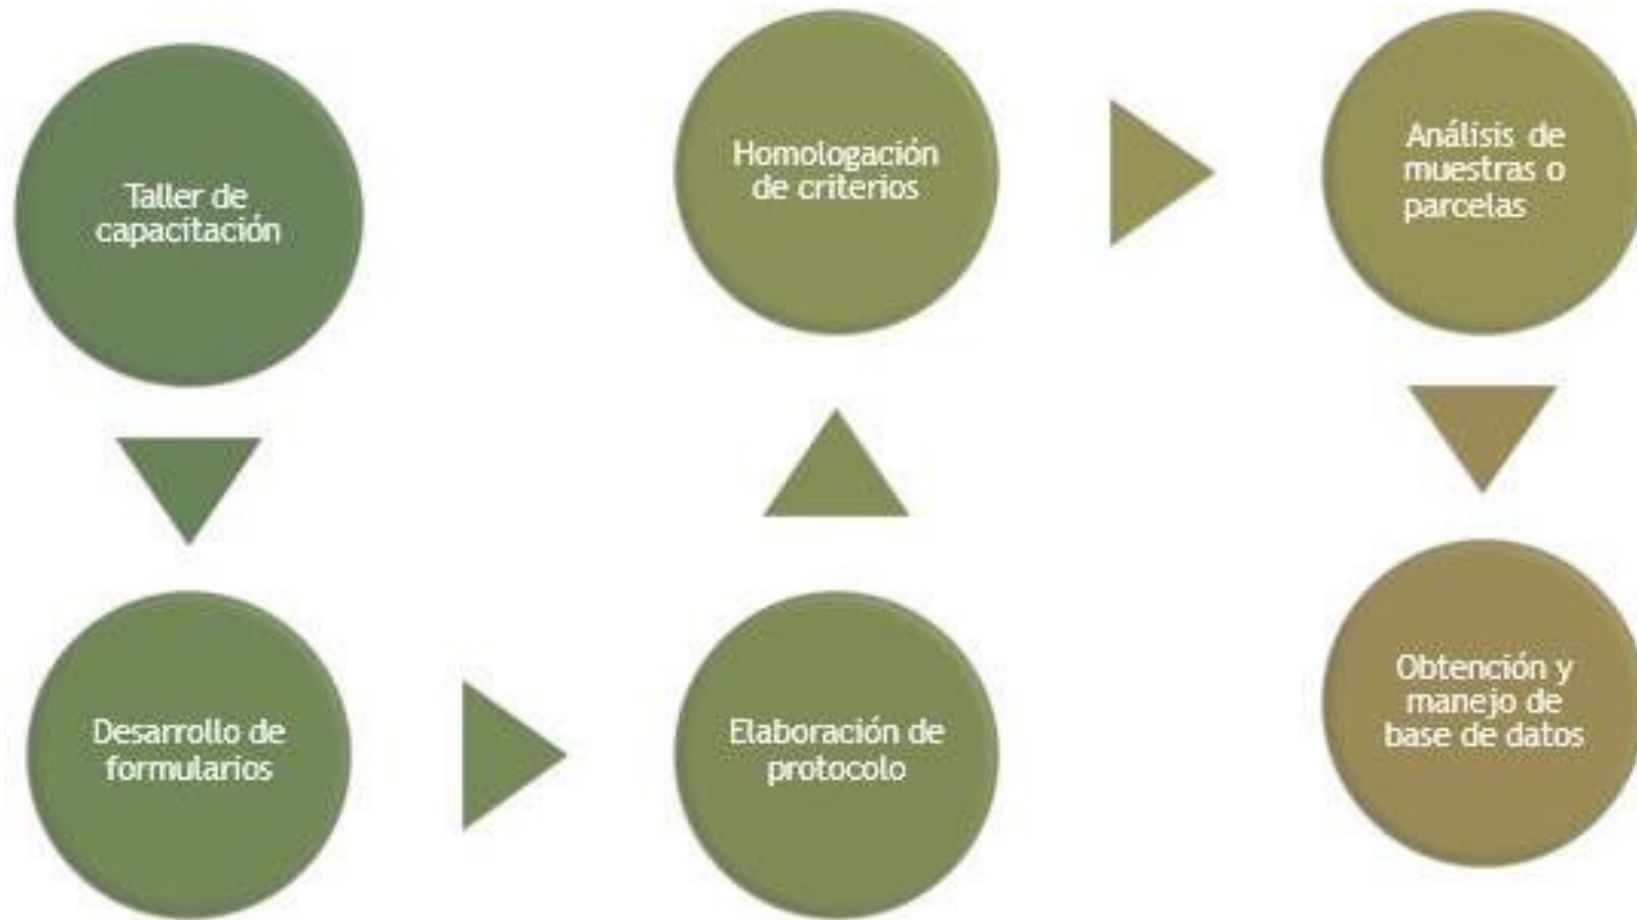 Taller de
capacitación
Desarrollo de
formularios
Elaboración de
protocolo
Homologación
de criterios
Análisis de
muestras o
parcelas
Obtención y
manejo de
base de datos